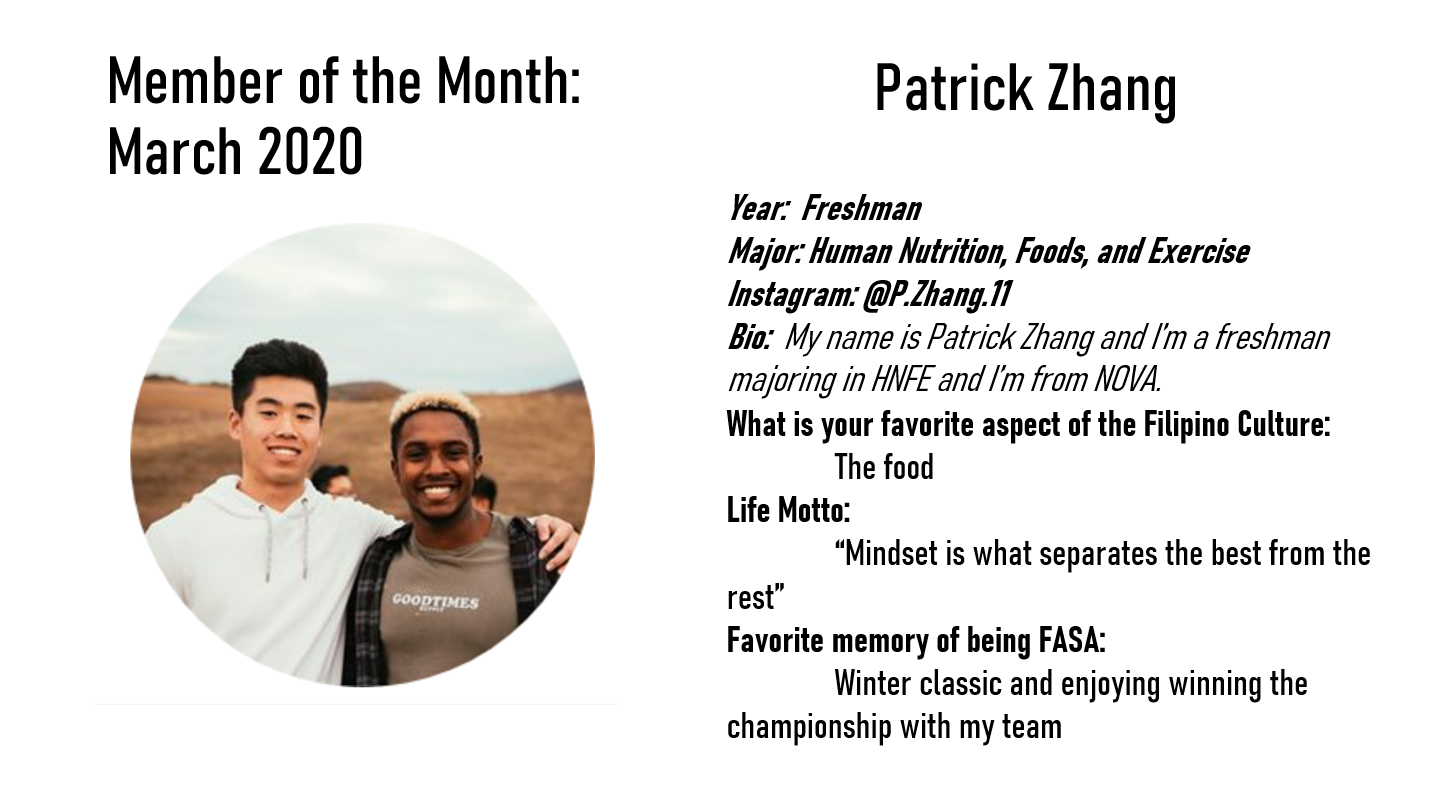 Member of the Month:
March 2020
GOODTIMES
SUPPLY
Patrick Zhang
Year:  Freshman
Major: Human Nutrition, Foods, and Exercise
Instagram: @P.Zhang.11
Bio:  My name is Patrick Zhang and I’m a freshman
majoring in HNFE and I’m from NOVA.
What is your favorite aspect of the Filipino Culture:
The food
Life Motto:
“Mindset is what separates the best from the
rest”
Favorite memory of being FASA:
Winter classic and enjoying winning the
championship with my team